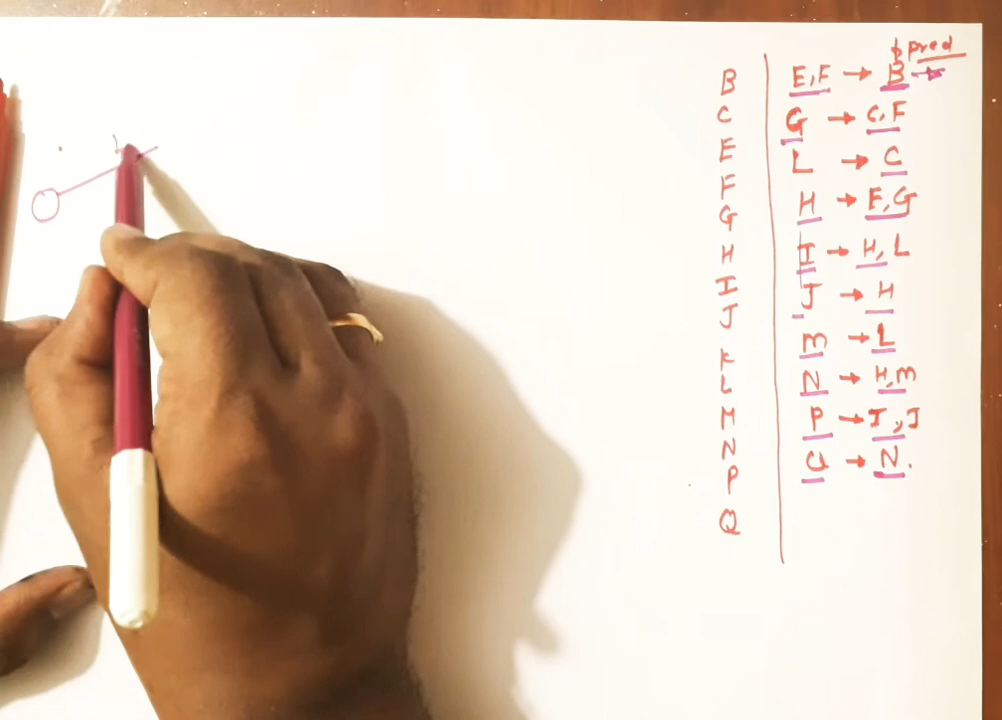 pred
B
E,F → B
C
G → C,F
E
L → C
F
H → F,G
G
H
I → H,L
I
J → H
J
K
M → L
L
N → H,M
M
P → I,J
N
Q → N.
P
Q